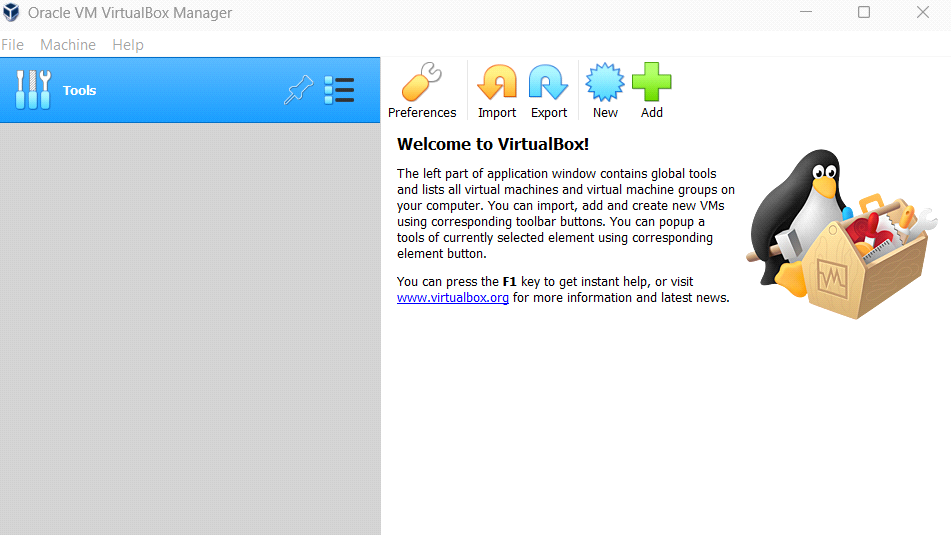 Oracle VM VirtualBox Manager
File Machine Help
Tools
Preferences Import Export New Add
Welcome to VirtualBox!
The left part of application window contains global tools
and lists all virtual machines and virtual machine groups on
your computer. You can import, add and create new VMs
using corresponding toolbar buttons. You can popup a
tools of currently selected element using corresponding
element button.
You can press the F1 key to get instant help, or visit
www.virtualbox.org for more information and latest news.